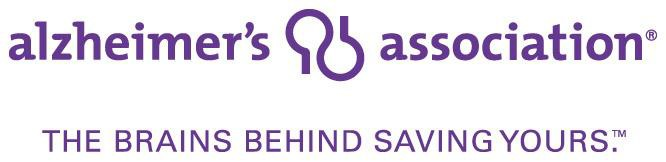 alzheimer's association®
THE BRAINS BEHIND SAVING YOURS.™